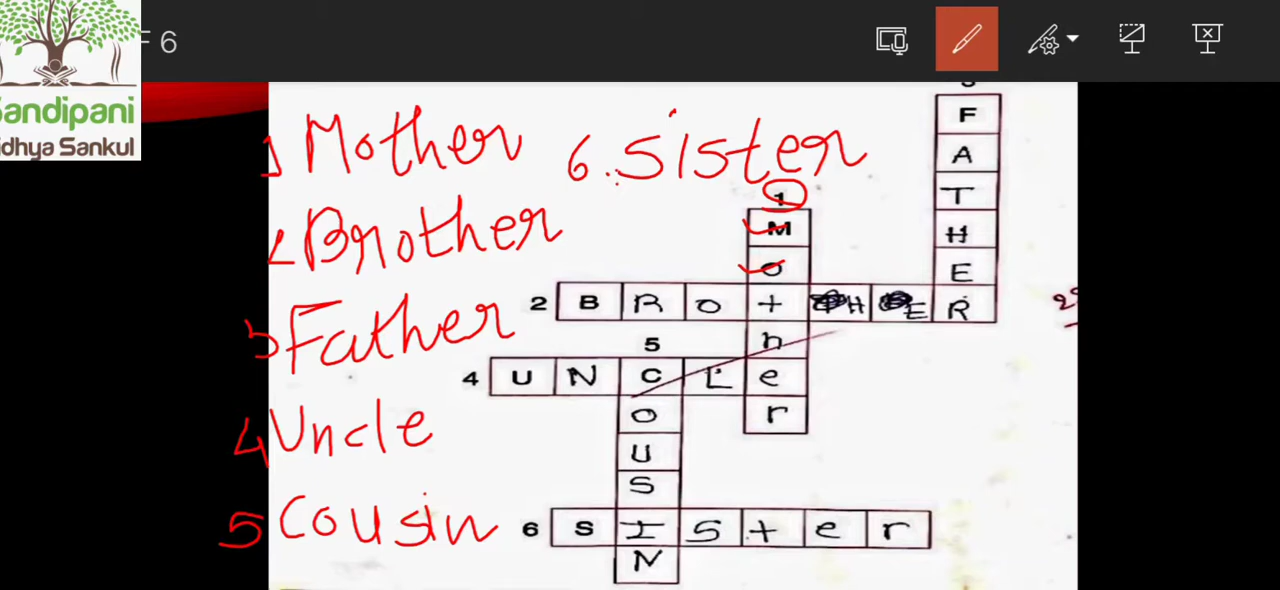 F 6
Sandipani
idhya Sankul
1 Mother
6. Sister
2 Brother
3 Father
4 Uncle
5 Cousin
1
M
O
t
h
e
r
F
A
T
H
E
R
2 B R O t H E R
5
4 U N C L e
C
O
U
S
I
N
6 S I S t e r